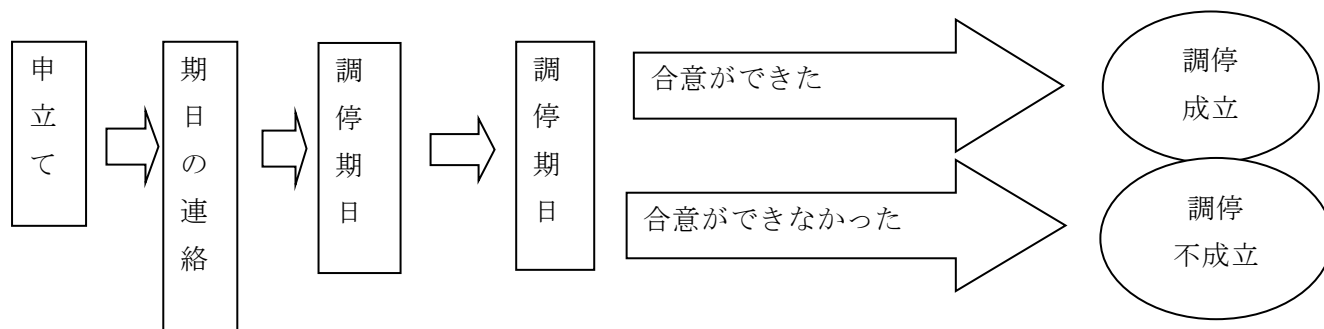 申立て
期日の連絡
調停期日
調停期日
合意ができた
調停
成立
合意ができなかった
調停
不成立